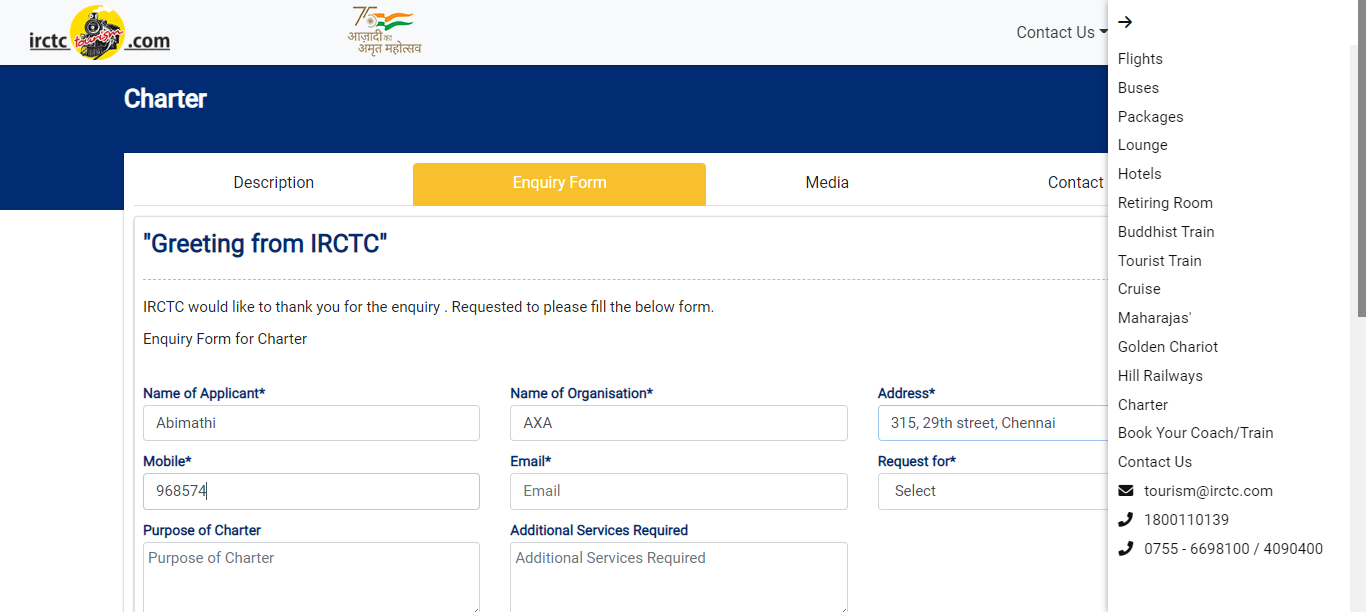 irctc tourism .com
75
आज़ादी का
अमृत महोत्सव
Contact Us
Charter
Description
Enquiry Form
Media
Contact
"Greeting from IRCTC"
IRCTC would like to thank you for the enquiry . Requested to please fill the below form.
Enquiry Form for Charter
Name of Applicant*
Name of Organisation*
Address*
Abimathi
AXA
315, 29th street, Chennai
Mobile*
Email*
Request for*
968574
Email
Select
Purpose of Charter
Additional Services Required
Purpose of Charter
Additional Services Required
Flights
Buses
Packages
Lounge
Hotels
Retiring Room
Buddhist Train
Tourist Train
Cruise
Maharajas'
Golden Chariot
Hill Railways
Charter
Book Your Coach/Train
Contact Us
tourism@irctc.com
1800110139
0755 - 6698100 / 4090400